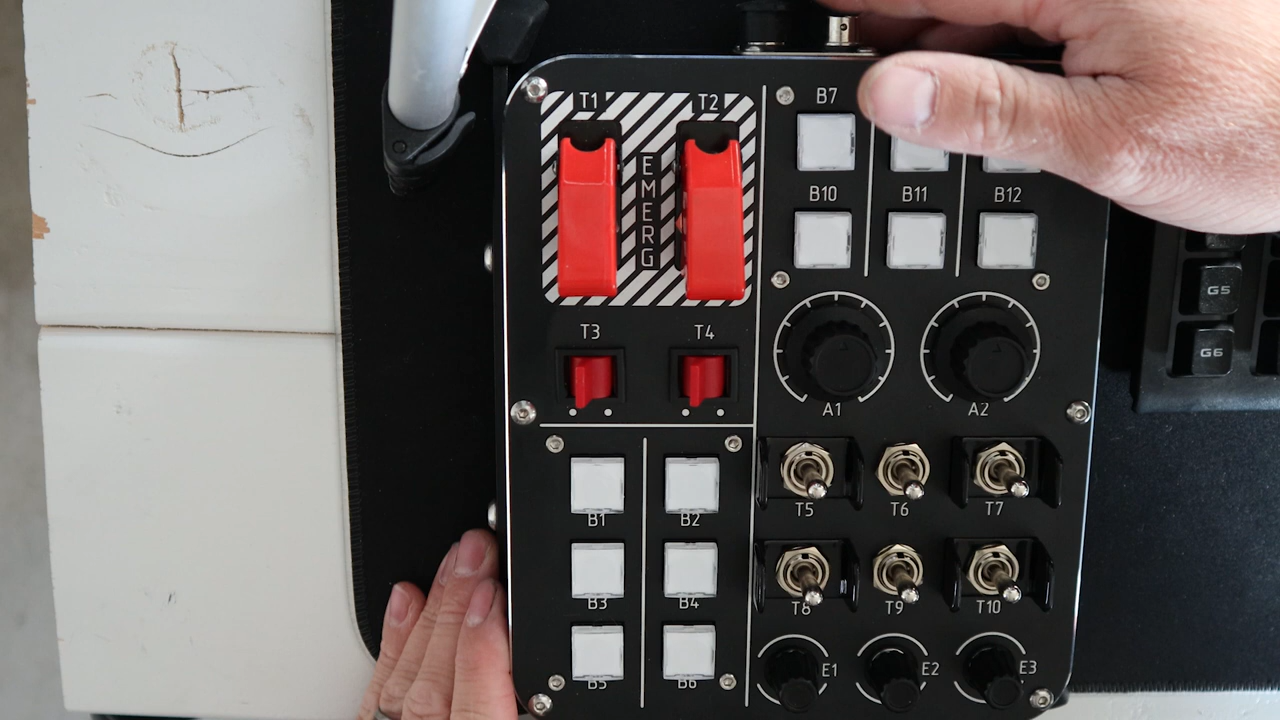 T1 T2 B7
EMERG
B10 B11 B12
T3 T4
G5
G6
A1 A2
B1 B2
T5 T6 T7
B3 B4
T8 T9 T10
B5 B6
E1 E2 E3